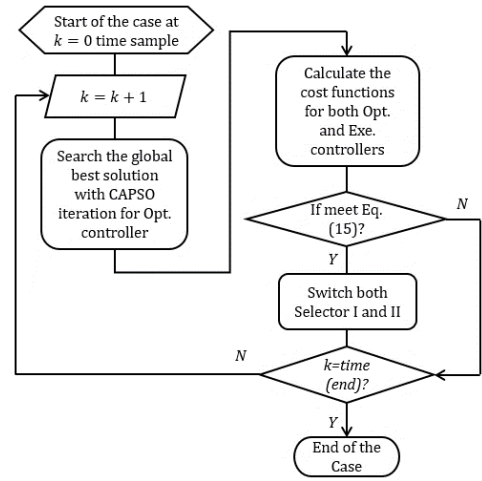 Start of the case at
k = 0 time sample
k = k + 1
Search the global
best solution
with CAPSO
iteration for Opt.
controller
Calculate the
cost functions
for both Opt.
and Exe.
controllers
If meet Eq.
(15)?
N
Y
Switch both
Selector I and II
k=time
(end)?
N
Y
End of the
Case